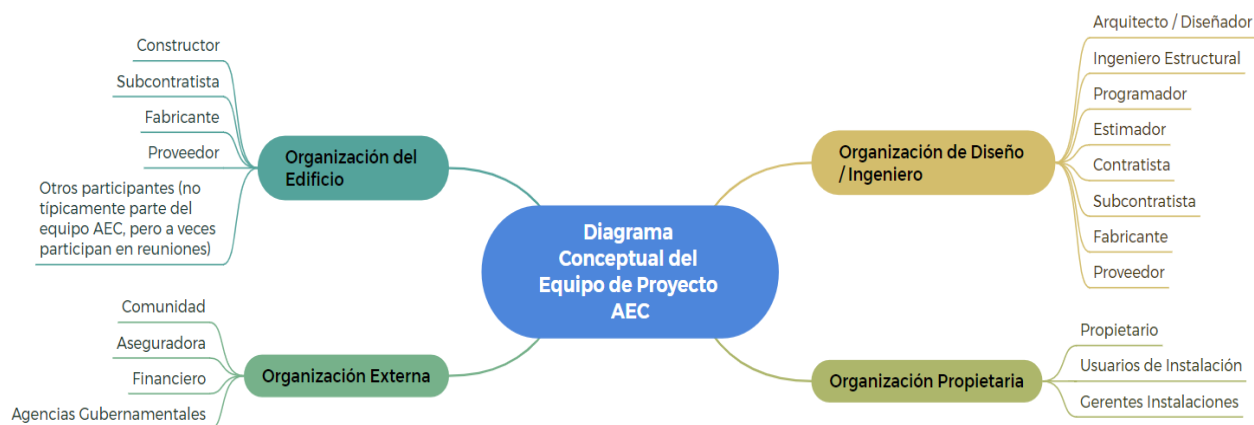 Diagrama
Conceptual del
Equipo de Proyecto
AEC
Organización de Diseño
/ Ingeniero
Arquitecto / Diseñador
Ingeniero Estructural
Programador
Estimador
Contratista
Subcontratista
Fabricante
Proveedor
Organización Propietaria
Propietario
Usuarios de Instalación
Gerentes Instalaciones
Organización del
Edificio
Constructor
Subcontratista
Fabricante
Proveedor
Otros participantes (no
típicamente parte del
equipo AEC, pero a veces
participan en reuniones)
Organización Externa
Comunidad
Aseguradora
Financiero
Agencias Gubernamentales